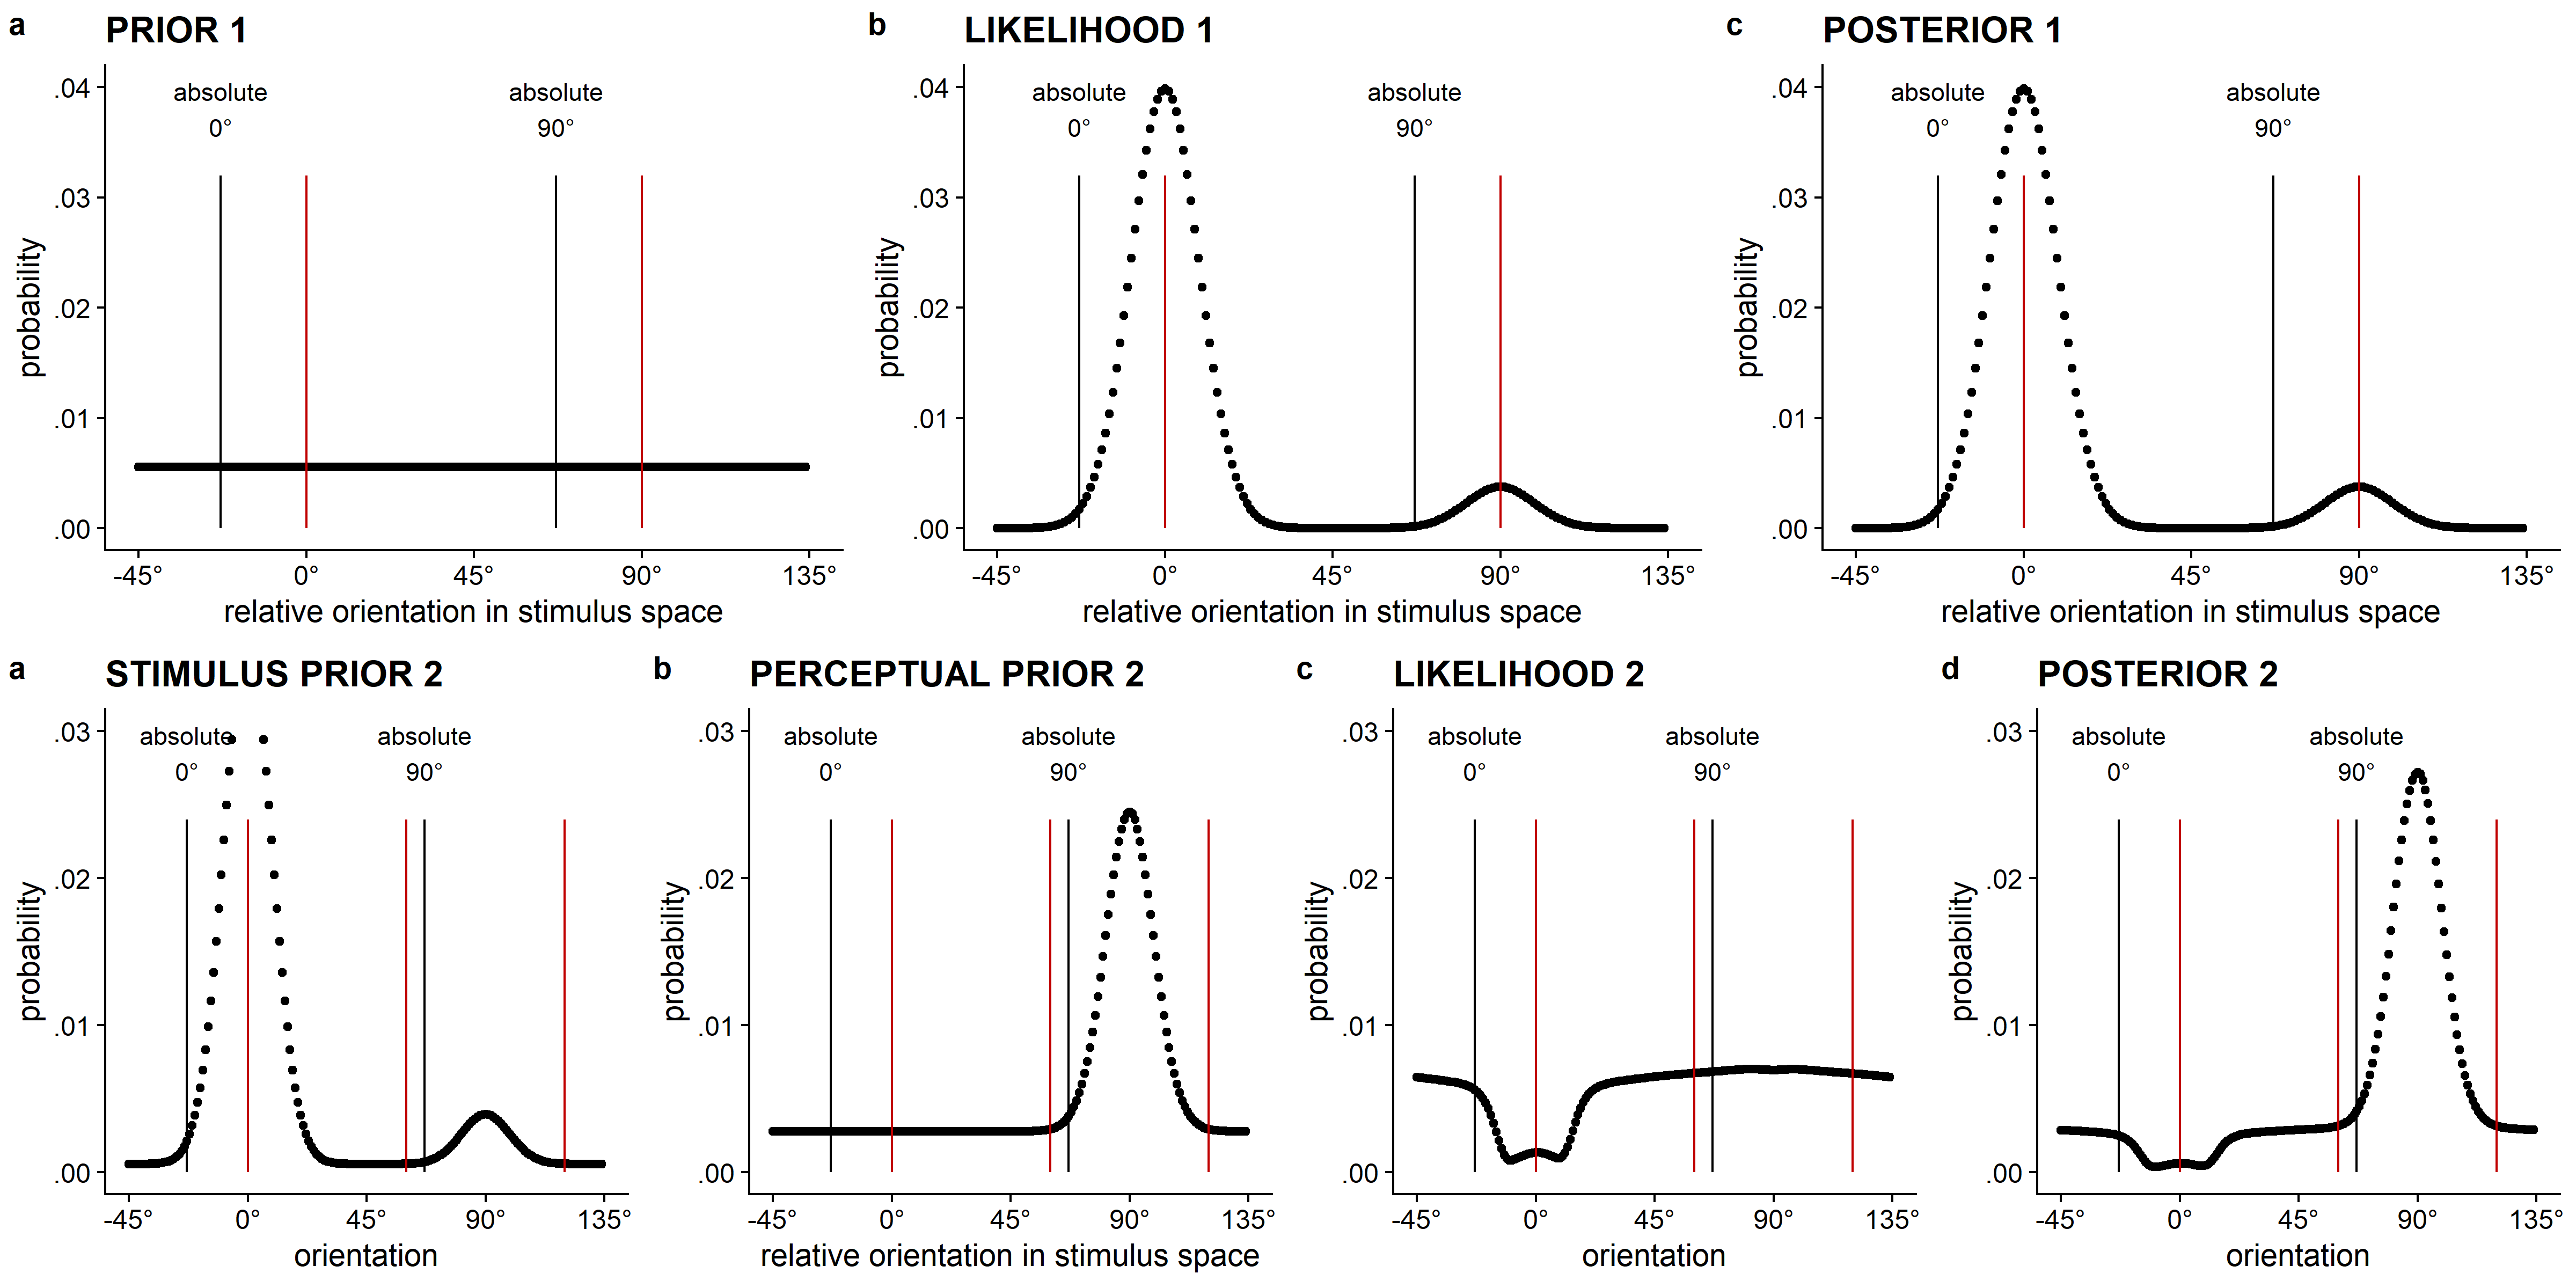 a PRIOR 1
absolute 0°
absolute 90°
.04
.03
.02
.01
.00
probability
-45° 0° 45° 90° 135°
relative orientation in stimulus space
b LIKELIHOOD 1
absolute 0°
absolute 90°
.04
.03
.02
.01
.00
probability
-45° 0° 45° 90° 135°
relative orientation in stimulus space
c POSTERIOR 1
absolute 0°
absolute 90°
.04
.03
.02
.01
.00
probability
-45° 0° 45° 90° 135°
relative orientation in stimulus space
a STIMULUS PRIOR 2
absolute 0°
absolute 90°
.03
.02
.01
.00
probability
-45° 0° 45° 90° 135°
orientation
b PERCEPTUAL PRIOR 2
absolute 0°
absolute 90°
.03
.02
.01
.00
probability
-45° 0° 45° 90° 135°
relative orientation in stimulus space
c LIKELIHOOD 2
absolute 0°
absolute 90°
.03
.02
.01
.00
probability
-45° 0° 45° 90° 135°
orientation
d POSTERIOR 2
absolute 0°
absolute 90°
.03
.02
.01
.00
probability
-45° 0° 45° 90° 135°
orientation